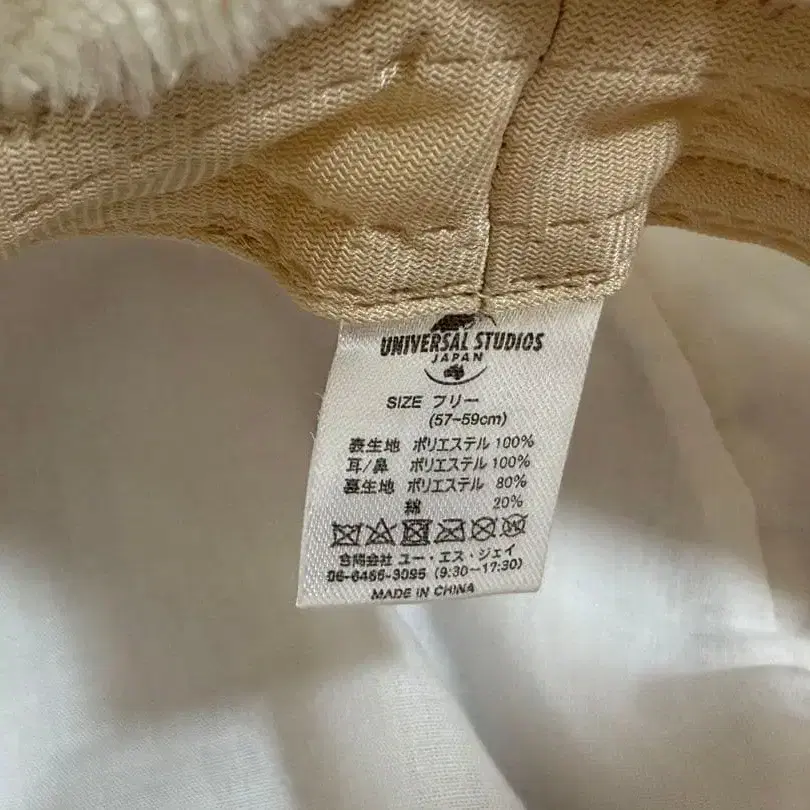 UNIVERSAL STUDIOS
JAPAN
SIZE フリー
(57-59cm)
表生地 ポリエステル 100%
耳/鼻 ポリエステル 100%
裏生地 ポリエステル 80%
綿 20%
合同会社 ユー・エス・ジェイ
06-6465-3095 (9:30-17:30)
MADE IN CHINA